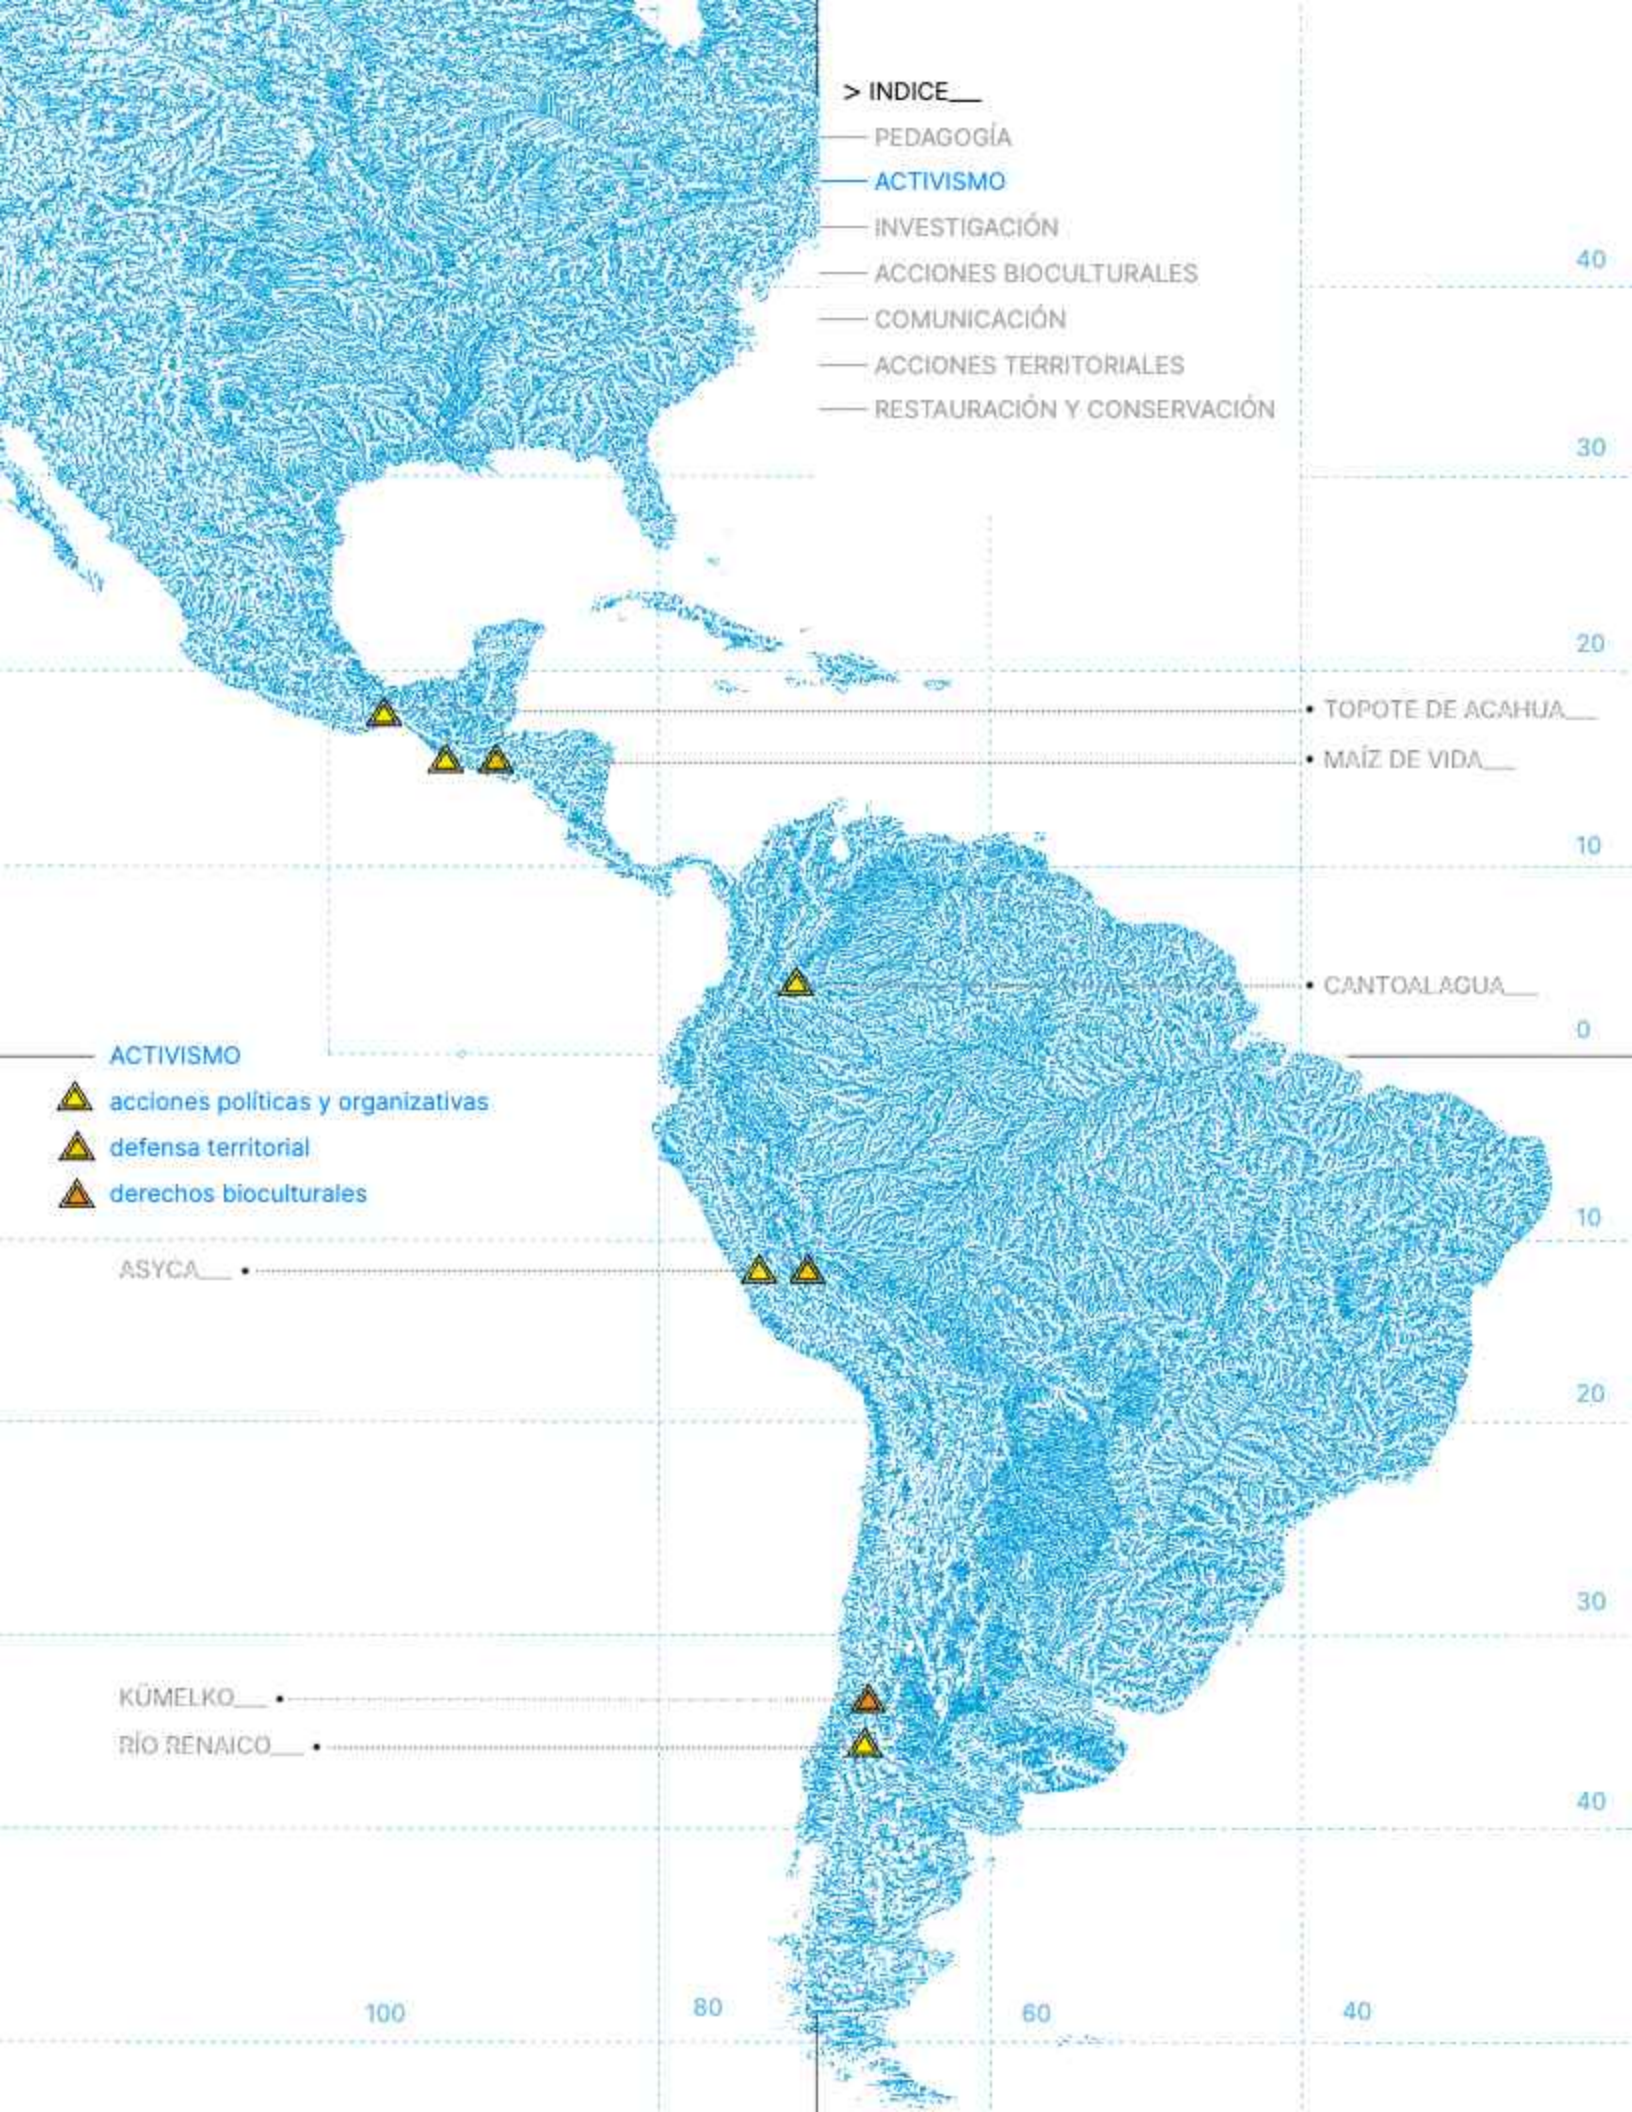 > INDICE__
PEDAGOGÍA
ACTIVISMO
INVESTIGACIÓN
ACCIONES BIOCULTURALES
COMUNICACIÓN
ACCIONES TERRITORIALES
RESTAURACIÓN Y CONSERVACIÓN
40
30
20
TOPOTE DE ACAHUA__
MAÍZ DE VIDA__
10
CANTOALAGUA__
0
ACTIVISMO
acciones políticas y organizativas
defensa territorial
derechos bioculturales
10
ASYCA__
20
30
KÜMELKO__
RÍO RENAICO__
40
100
80
60
40